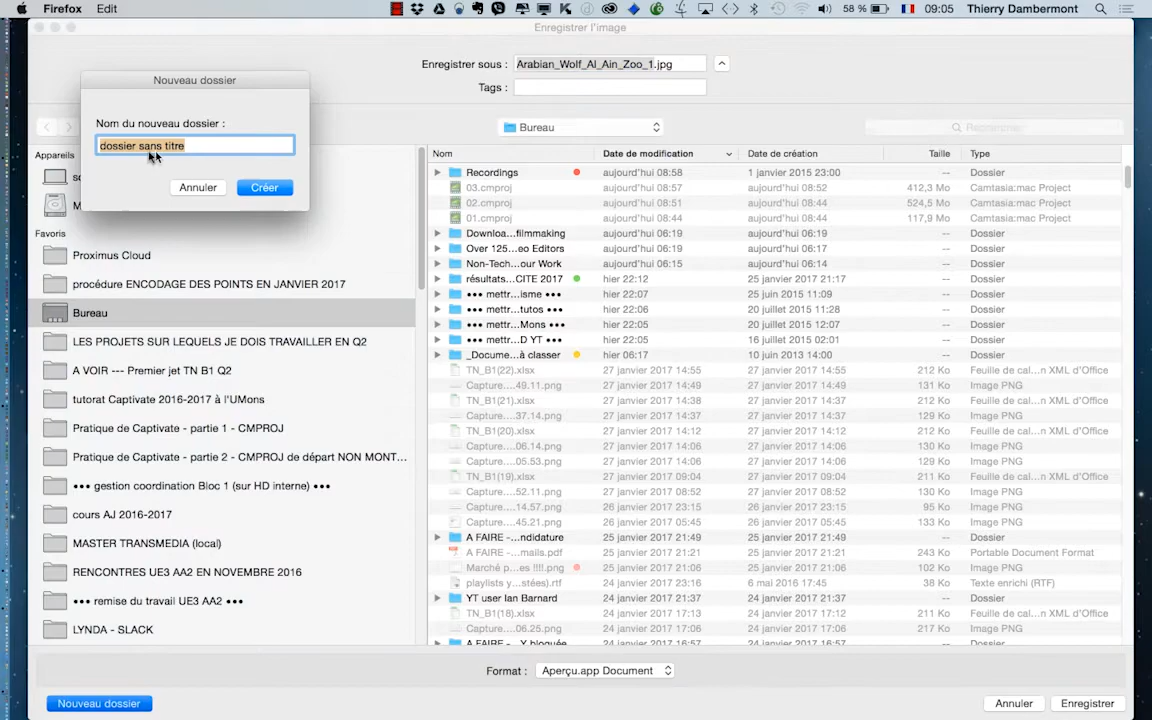 Firefox Edit 58 % 09:05 Thierry Dambermont
Enregistrer l'image
Enregistrer sous : Arabian_Wolf_Al_Ain_Zoo_1.jpg
Tags :
Nouveau dossier
Nom du nouveau dossier :
dossier sans titre
Annuler Créer
Bureau
Rechercher
Appareils
Favoris
Proximus Cloud
procédure ENCODAGE DES POINTS EN JANVIER 2017
Bureau
LES PROJETS SUR LEQUELS JE DOIS TRAVAILLER EN Q2
A VOIR --- Premier jet TN B1 Q2
tutorat Captivate 2016-2017 à l'UMons
Pratique de Captivate - partie 1 - CMPROJ
Pratique de Captivate - partie 2 - CMPROJ de départ NON MONT...
••• gestion coordination Bloc 1 (sur HD interne) •••
cours AJ 2016-2017
MASTER TRANSMEDIA (local)
RENCONTRES UE3 AA2 EN NOVEMBRE 2016
••• remise du travail UE3 AA2 •••
LYNDA - SLACK
Nom Date de modification Date de création Taille Type
Recordings aujourd'hui 08:58 1 janvier 2015 23:00 -- Dossier
03.cmproj aujourd'hui 08:57 aujourd'hui 08:52 412,3 Mo Camtasia:mac Project
02.cmproj aujourd'hui 08:51 aujourd'hui 08:44 524,5 Mo Camtasia:mac Project
01.cmproj aujourd'hui 08:44 aujourd'hui 08:44 117,9 Mo Camtasia:mac Project
Downloa...filmmaking aujourd'hui 06:19 aujourd'hui 06:19 -- Dossier
Over 125...eo Editors aujourd'hui 06:19 aujourd'hui 06:17 -- Dossier
Non-Tech...our Work aujourd'hui 06:15 aujourd'hui 06:14 -- Dossier
résultats...CITE 2017 hier 22:12 25 janvier 2017 21:17 -- Dossier
••• mettr...isme ••• hier 22:07 25 juin 2015 11:09 -- Dossier
••• mettr...tutos ••• hier 22:06 20 juillet 2015 11:28 -- Dossier
••• mettr...Mons ••• hier 22:05 20 juillet 2015 12:07 -- Dossier
••• mettr...D YT ••• hier 22:05 16 juillet 2015 02:01 -- Dossier
_Docume...à classer hier 06:17 10 juin 2013 14:00 -- Dossier
TN_B1(22).xlsx 27 janvier 2017 14:55 27 janvier 2017 14:55 212 Ko Feuille de cal...n XML d'Office
Capture....49.11.png 27 janvier 2017 14:49 27 janvier 2017 14:49 131 Ko Image PNG
TN_B1(21).xlsx 27 janvier 2017 14:38 27 janvier 2017 14:38 212 Ko Feuille de cal...n XML d'Office
Capture....37.14.png 27 janvier 2017 14:37 27 janvier 2017 14:37 129 Ko Image PNG
TN_B1(20).xlsx 27 janvier 2017 14:12 27 janvier 2017 14:12 212 Ko Feuille de cal...n XML d'Office
Capture....06.14.png 27 janvier 2017 14:06 27 janvier 2017 14:06 130 Ko Image PNG
Capture....05.53.png 27 janvier 2017 14:06 27 janvier 2017 14:06 129 Ko Image PNG
TN_B1(19).xlsx 27 janvier 2017 09:04 27 janvier 2017 09:04 211 Ko Feuille de cal...n XML d'Office
Capture....52.11.png 27 janvier 2017 08:52 27 janvier 2017 08:52 130 Ko Image PNG
Capture....14.57.png 26 janvier 2017 23:15 26 janvier 2017 23:15 95 Ko Image PNG
Capture....45.21.png 26 janvier 2017 05:45 26 janvier 2017 05:45 133 Ko Image PNG
A FAIRE -...ndidature 25 janvier 2017 21:49 25 janvier 2017 21:49 -- Dossier
A FAIRE -...mails.pdf 25 janvier 2017 21:21 25 janvier 2017 21:21 243 Ko Portable Document Format
Marché p...es !!!!.png 25 janvier 2017 21:06 25 janvier 2017 21:06 102 Ko Image PNG
playlists y...stées).rtf 24 janvier 2017 23:16 6 mai 2016 17:45 38 Ko Texte enrichi (RTF)
YT user Ian Barnard 24 janvier 2017 21:37 24 janvier 2017 21:37 -- Dossier
TN_B1(18).xlsx 24 janvier 2017 17:13 24 janvier 2017 17:12 211 Ko Feuille de cal...n XML d'Office
Capture....06.25.png 24 janvier 2017 17:06 24 janvier 2017 17:06 217 Ko Image PNG
A FAIRE -...Y bloquée 24 janvier 2017 16:57 24 janvier 2017 16:57 -- Dossier
Format : Aperçu.app Document
Nouveau dossier Annuler Enregistrer